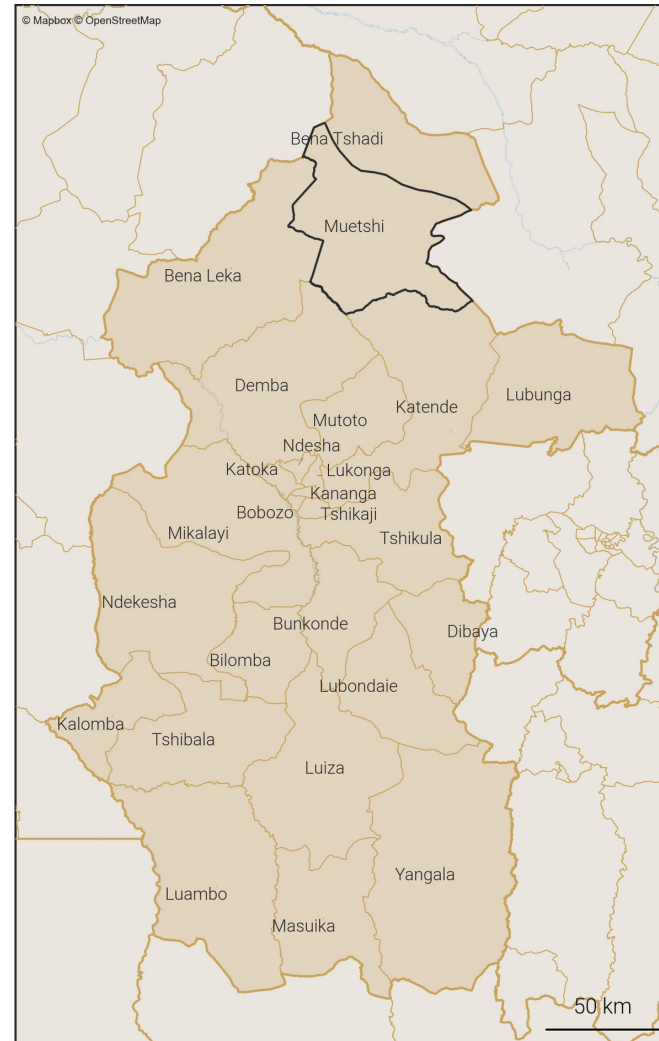 © Mapbox © OpenStreetMap
Bena Tshadi
Muetshi
Bena Leka
Demba
Lubunga
Katende
Mutoto
Ndesha
Katoka
Lukonga
Kananga
Bobozo
Tshikaji
Mikalayi
Tshikula
Ndekesha
Bunkonde
Dibaya
Bilomba
Lubondaie
Kalomba
Tshibala
Luiza
Yangala
Luambo
Masuika
50 km